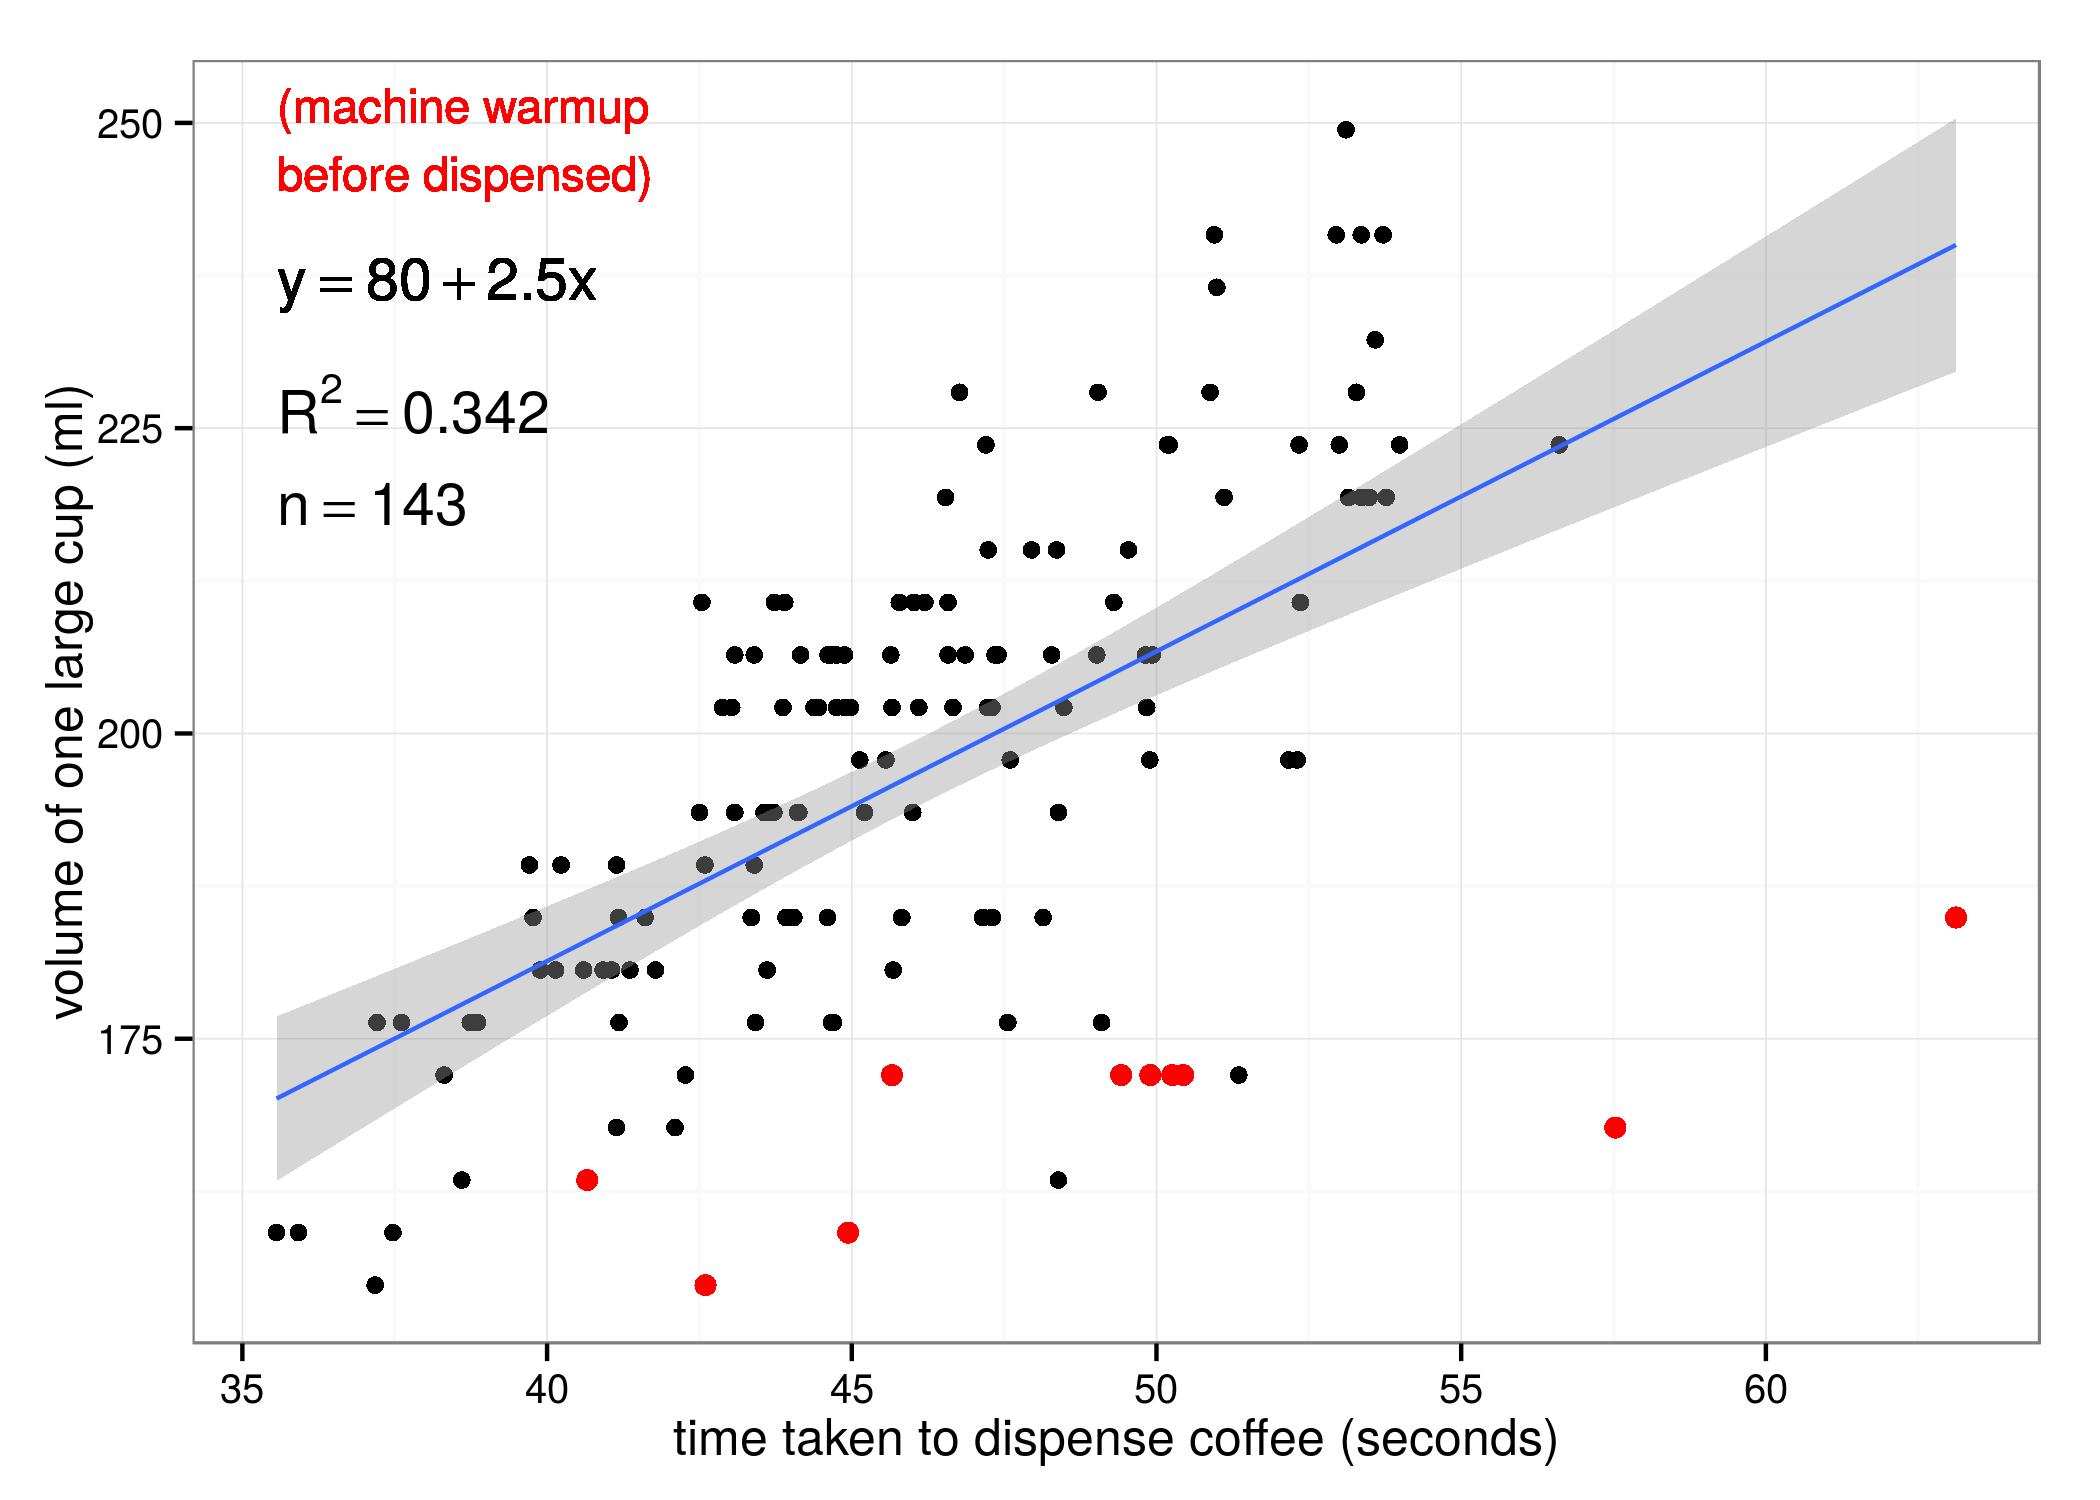 (machine warmup
before dispensed)
y = 80 + 2.5x
R² = 0.342
n = 143
volume of one large cup (ml)
250
225
200
175
35 40 45 50 55 60
time taken to dispense coffee (seconds)